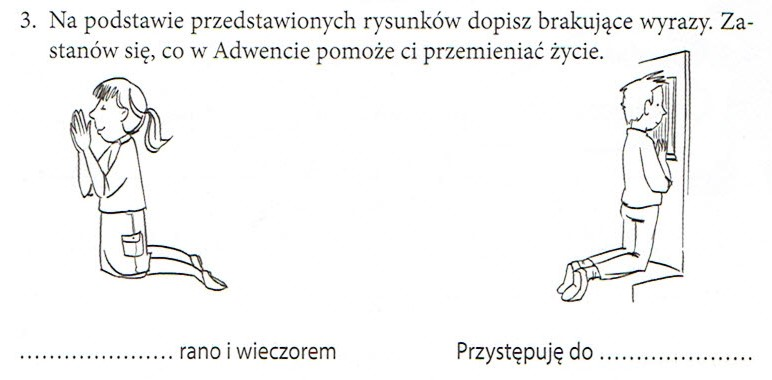 3. Na podstawie przedstawionych rysunków dopisz brakujące wyrazy. Za-
stanów się, co w Adwencie pomoże ci przemieniać życie.
..................... rano i wieczorem
Przystępuję do .....................